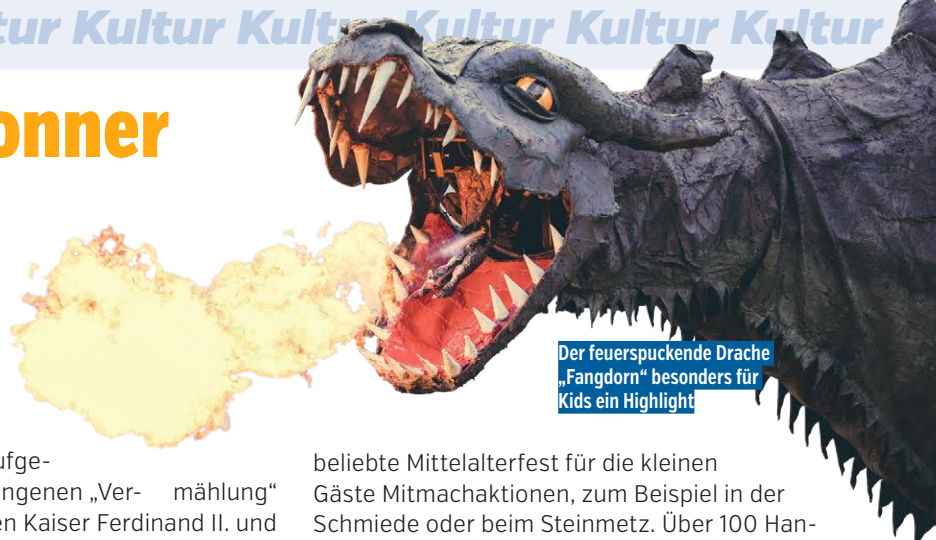 Kultur Kultur Kultur Kultur
onner
Der feuerspuckende Drache
„Fangdorn“ besonders für
Kids ein Highlight
ufge-
ngenen „Ver- mählung“
en Kaiser Ferdinand II. und
beliebte Mittelalterfest für die kleinen
Gäste Mitmachaktionen, zum Beispiel in der
Schmiede oder beim Steinmetz. Über 100 Han-